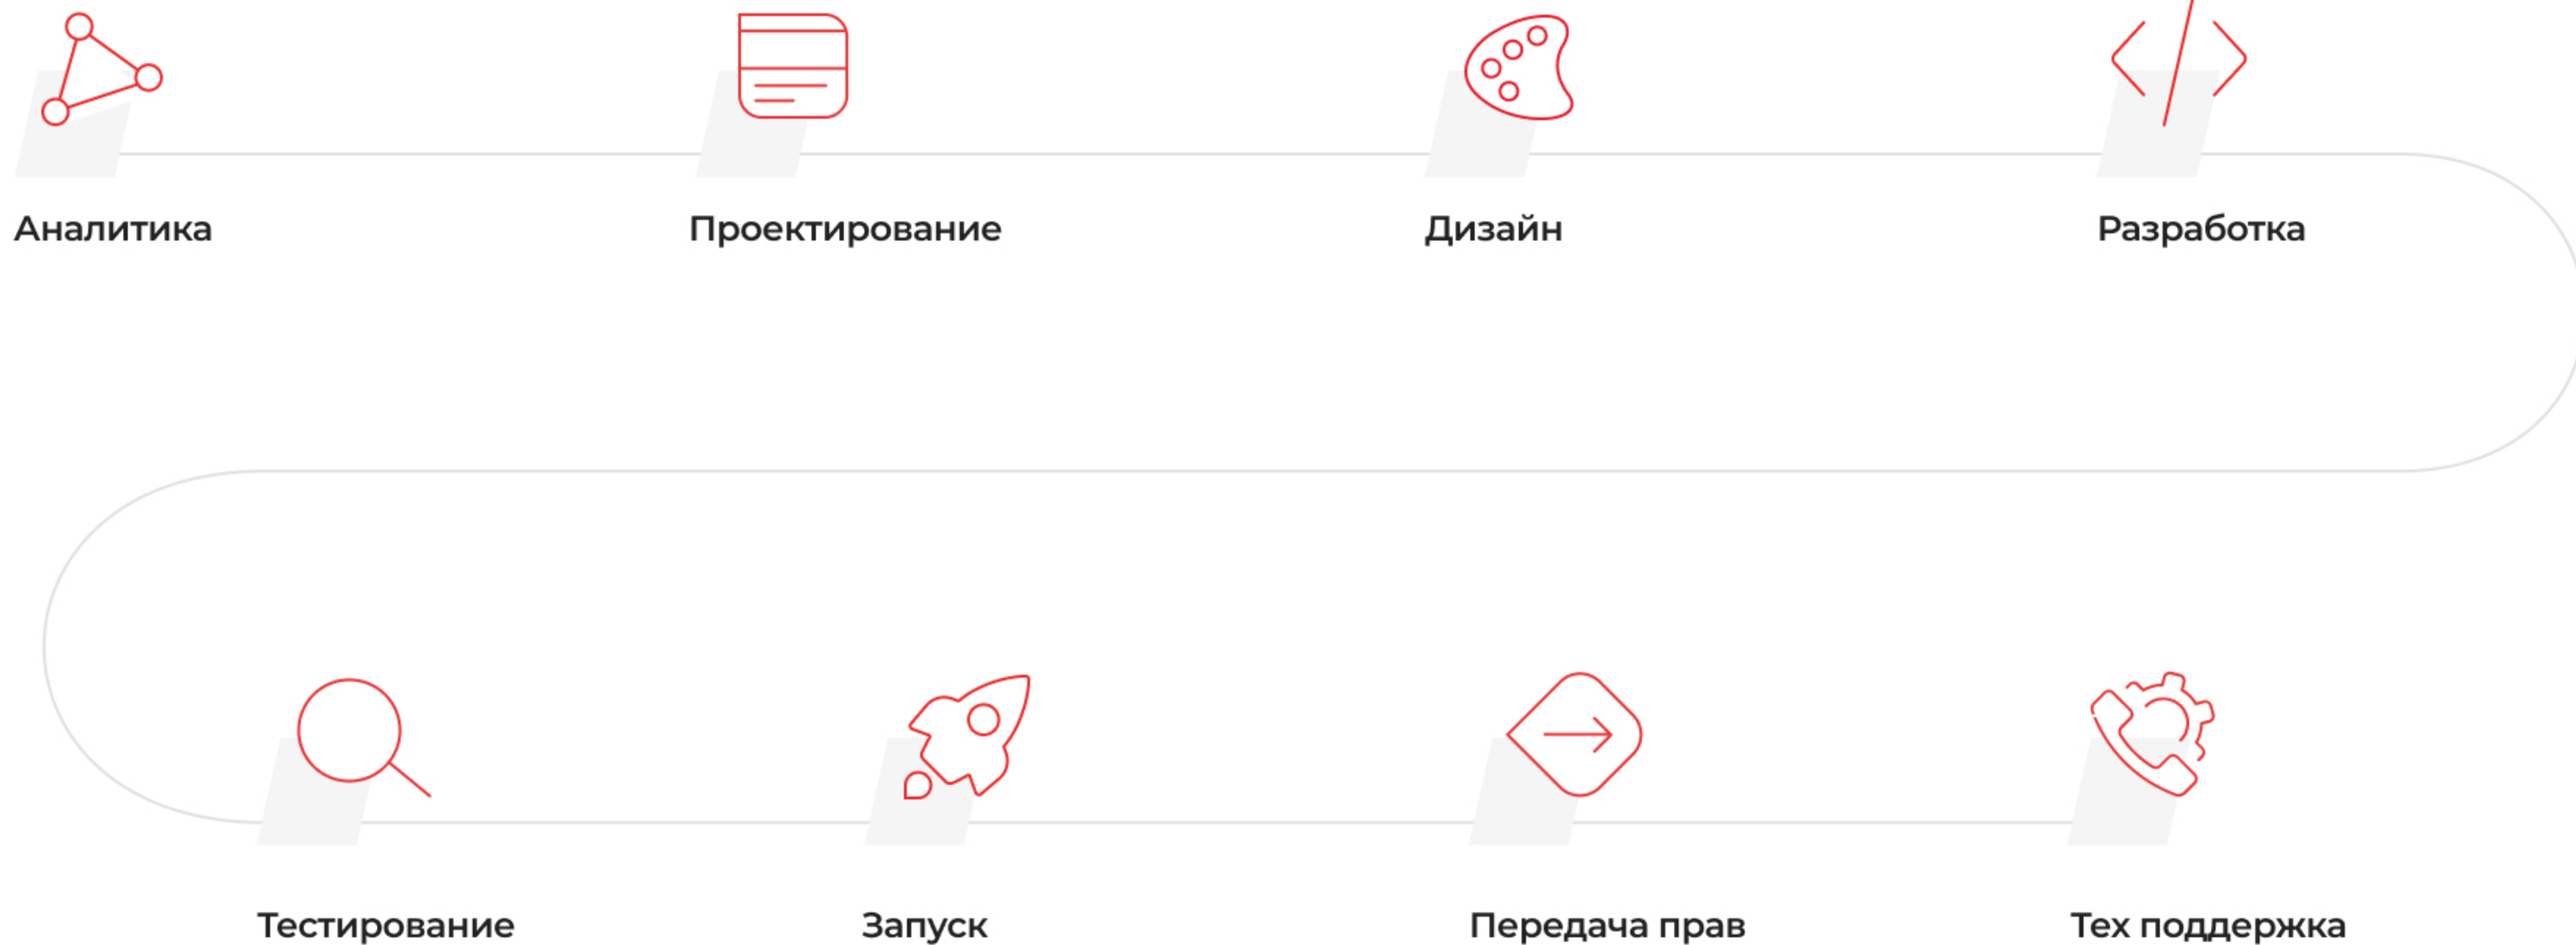 Аналитика
Проектирование
Дизайн
Разработка
Тестирование
Запуск
Передача прав
Тех поддержка